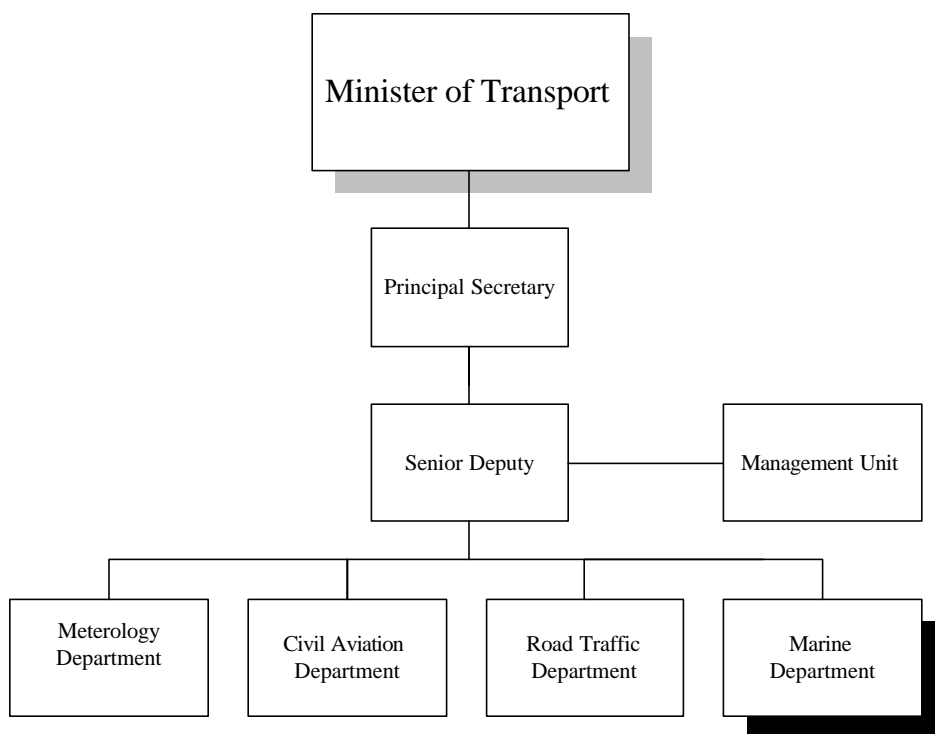 Minister of Transport
Principal Secretary
Senior Deputy
Management Unit
Meterology
Department
Civil Aviation
Department
Road Traffic
Department
Marine
Department